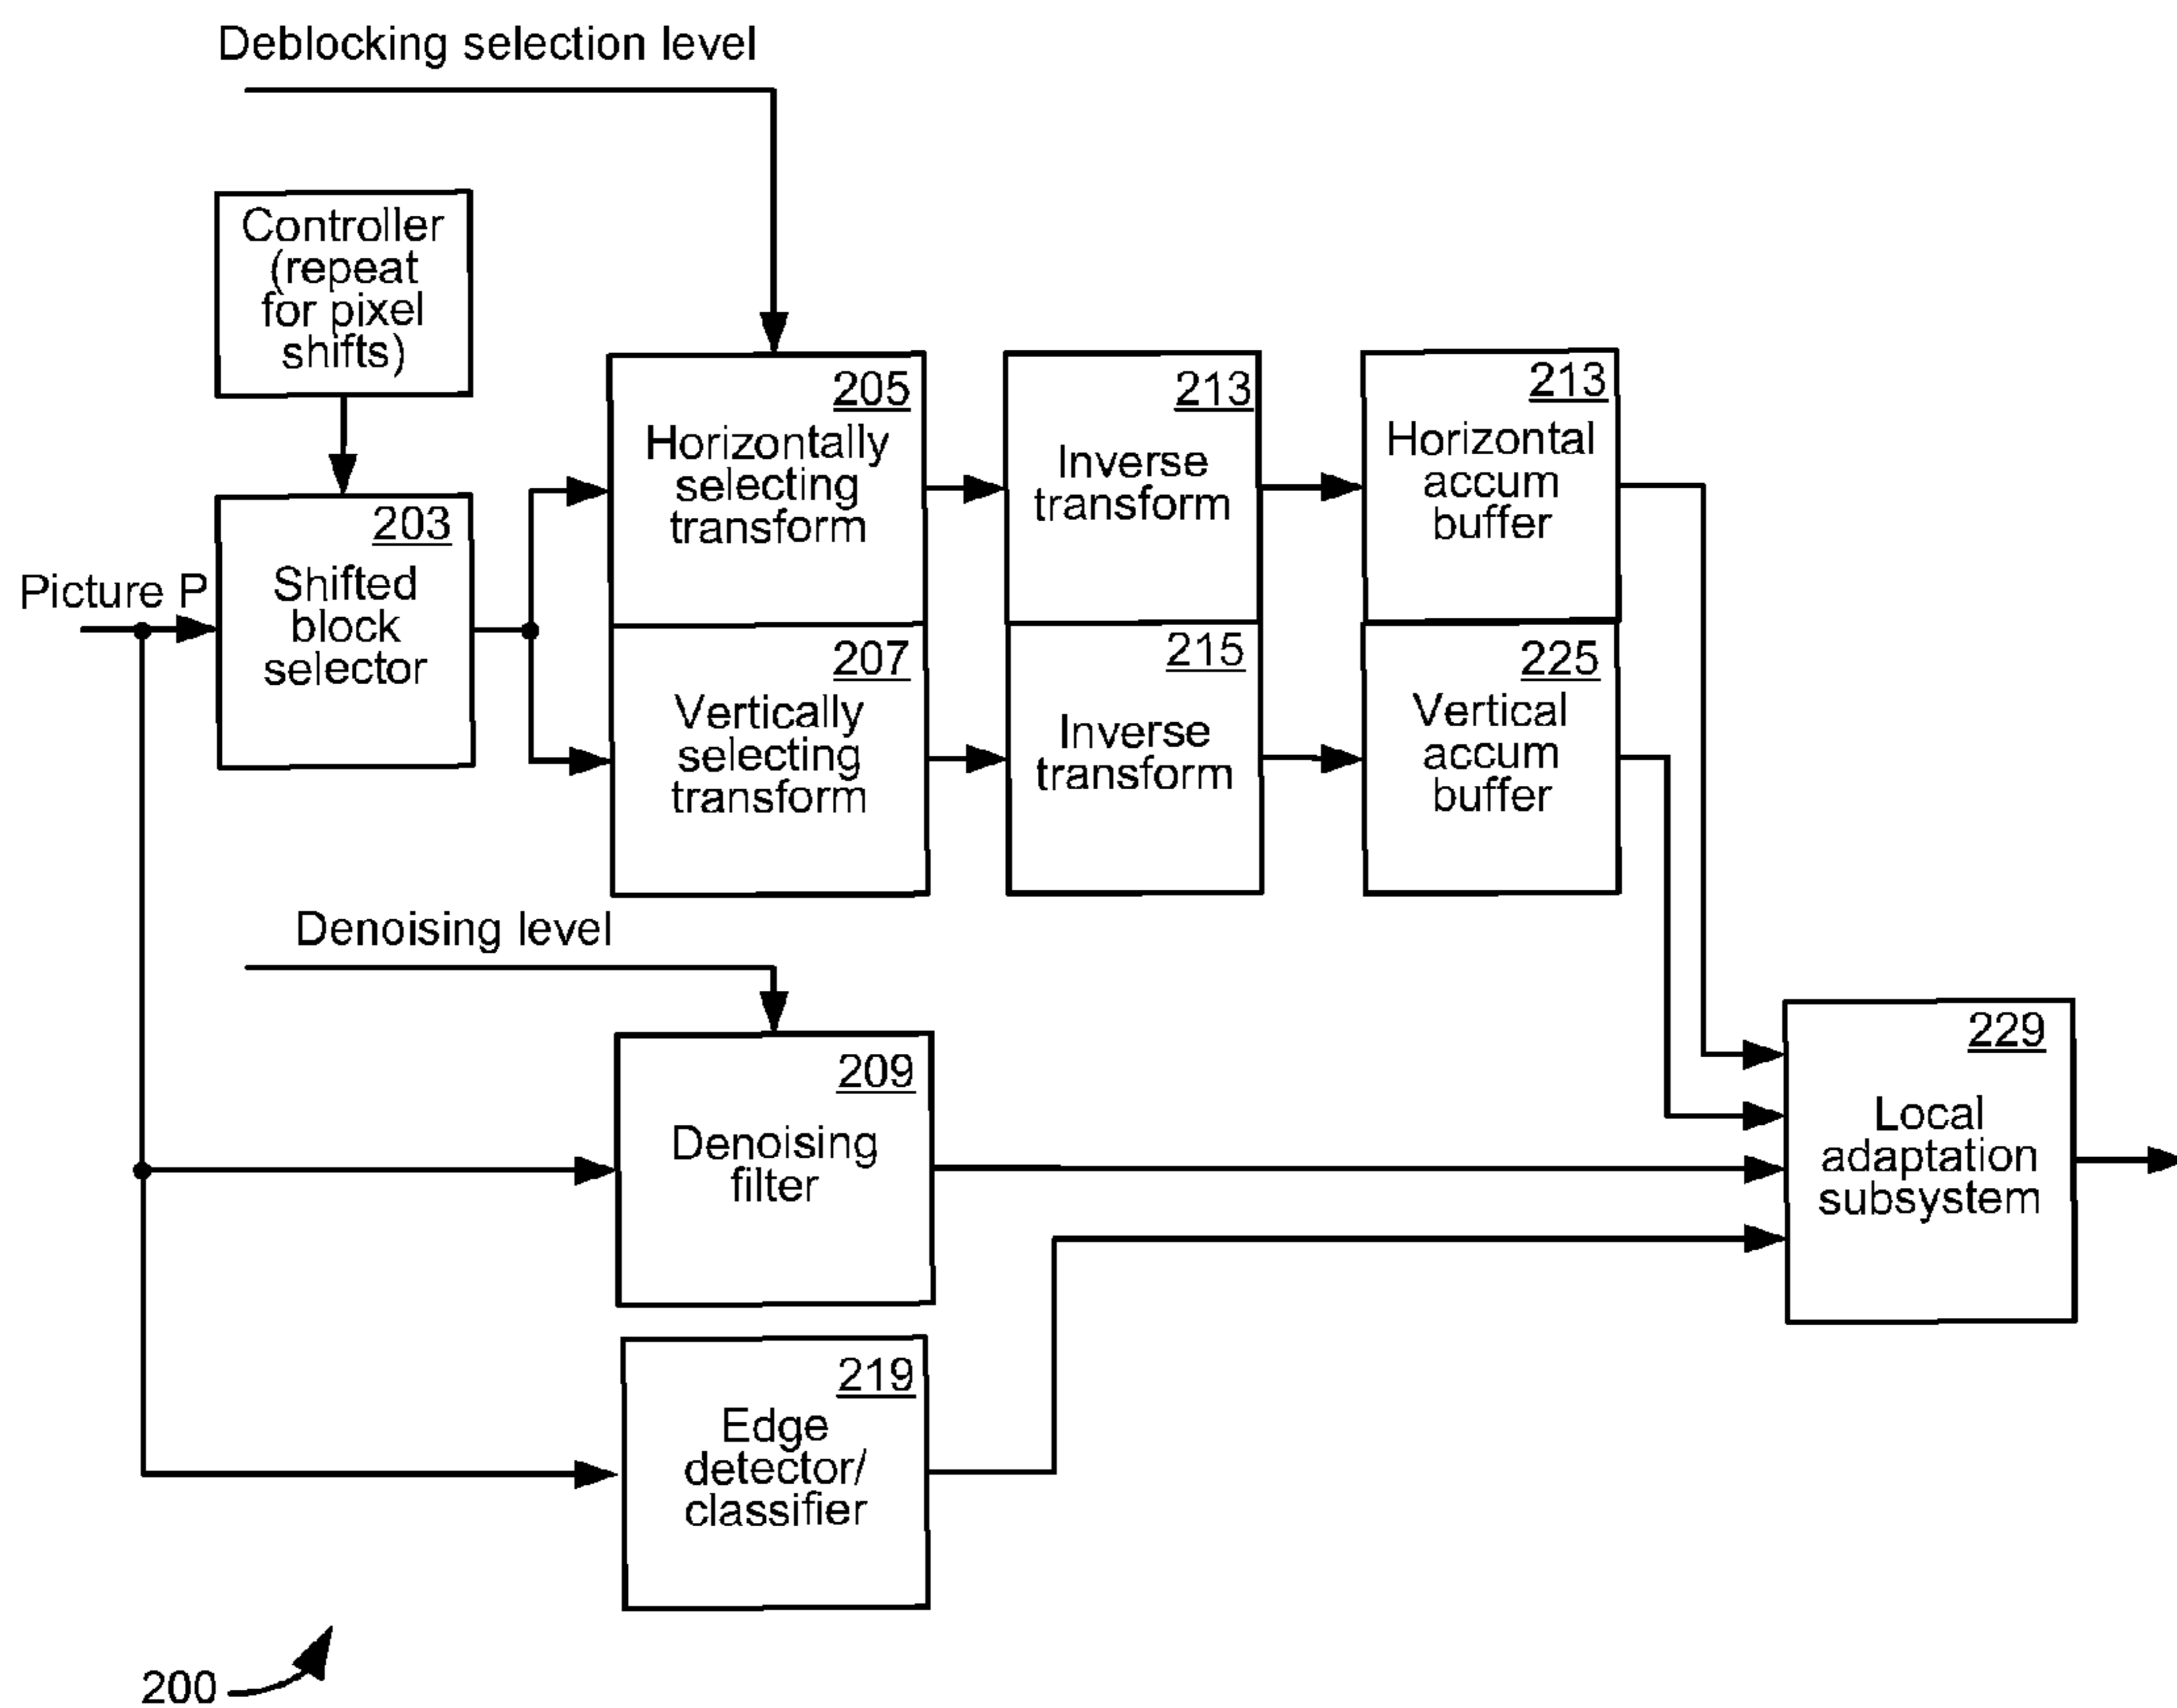 Deblocking selection level
Controller
(repeat
for pixel
shifts)
203
Shifted
block
selector
Picture P
205
Horizontally
selecting
transform
207
Vertically
selecting
transform
213
Inverse
transform
215
Inverse
transform
213
Horizontal
accum
buffer
225
Vertical
accum
buffer
Denoising level
209
Denoising
filter
219
Edge
detector/
classifier
229
Local
adaptation
subsystem
200